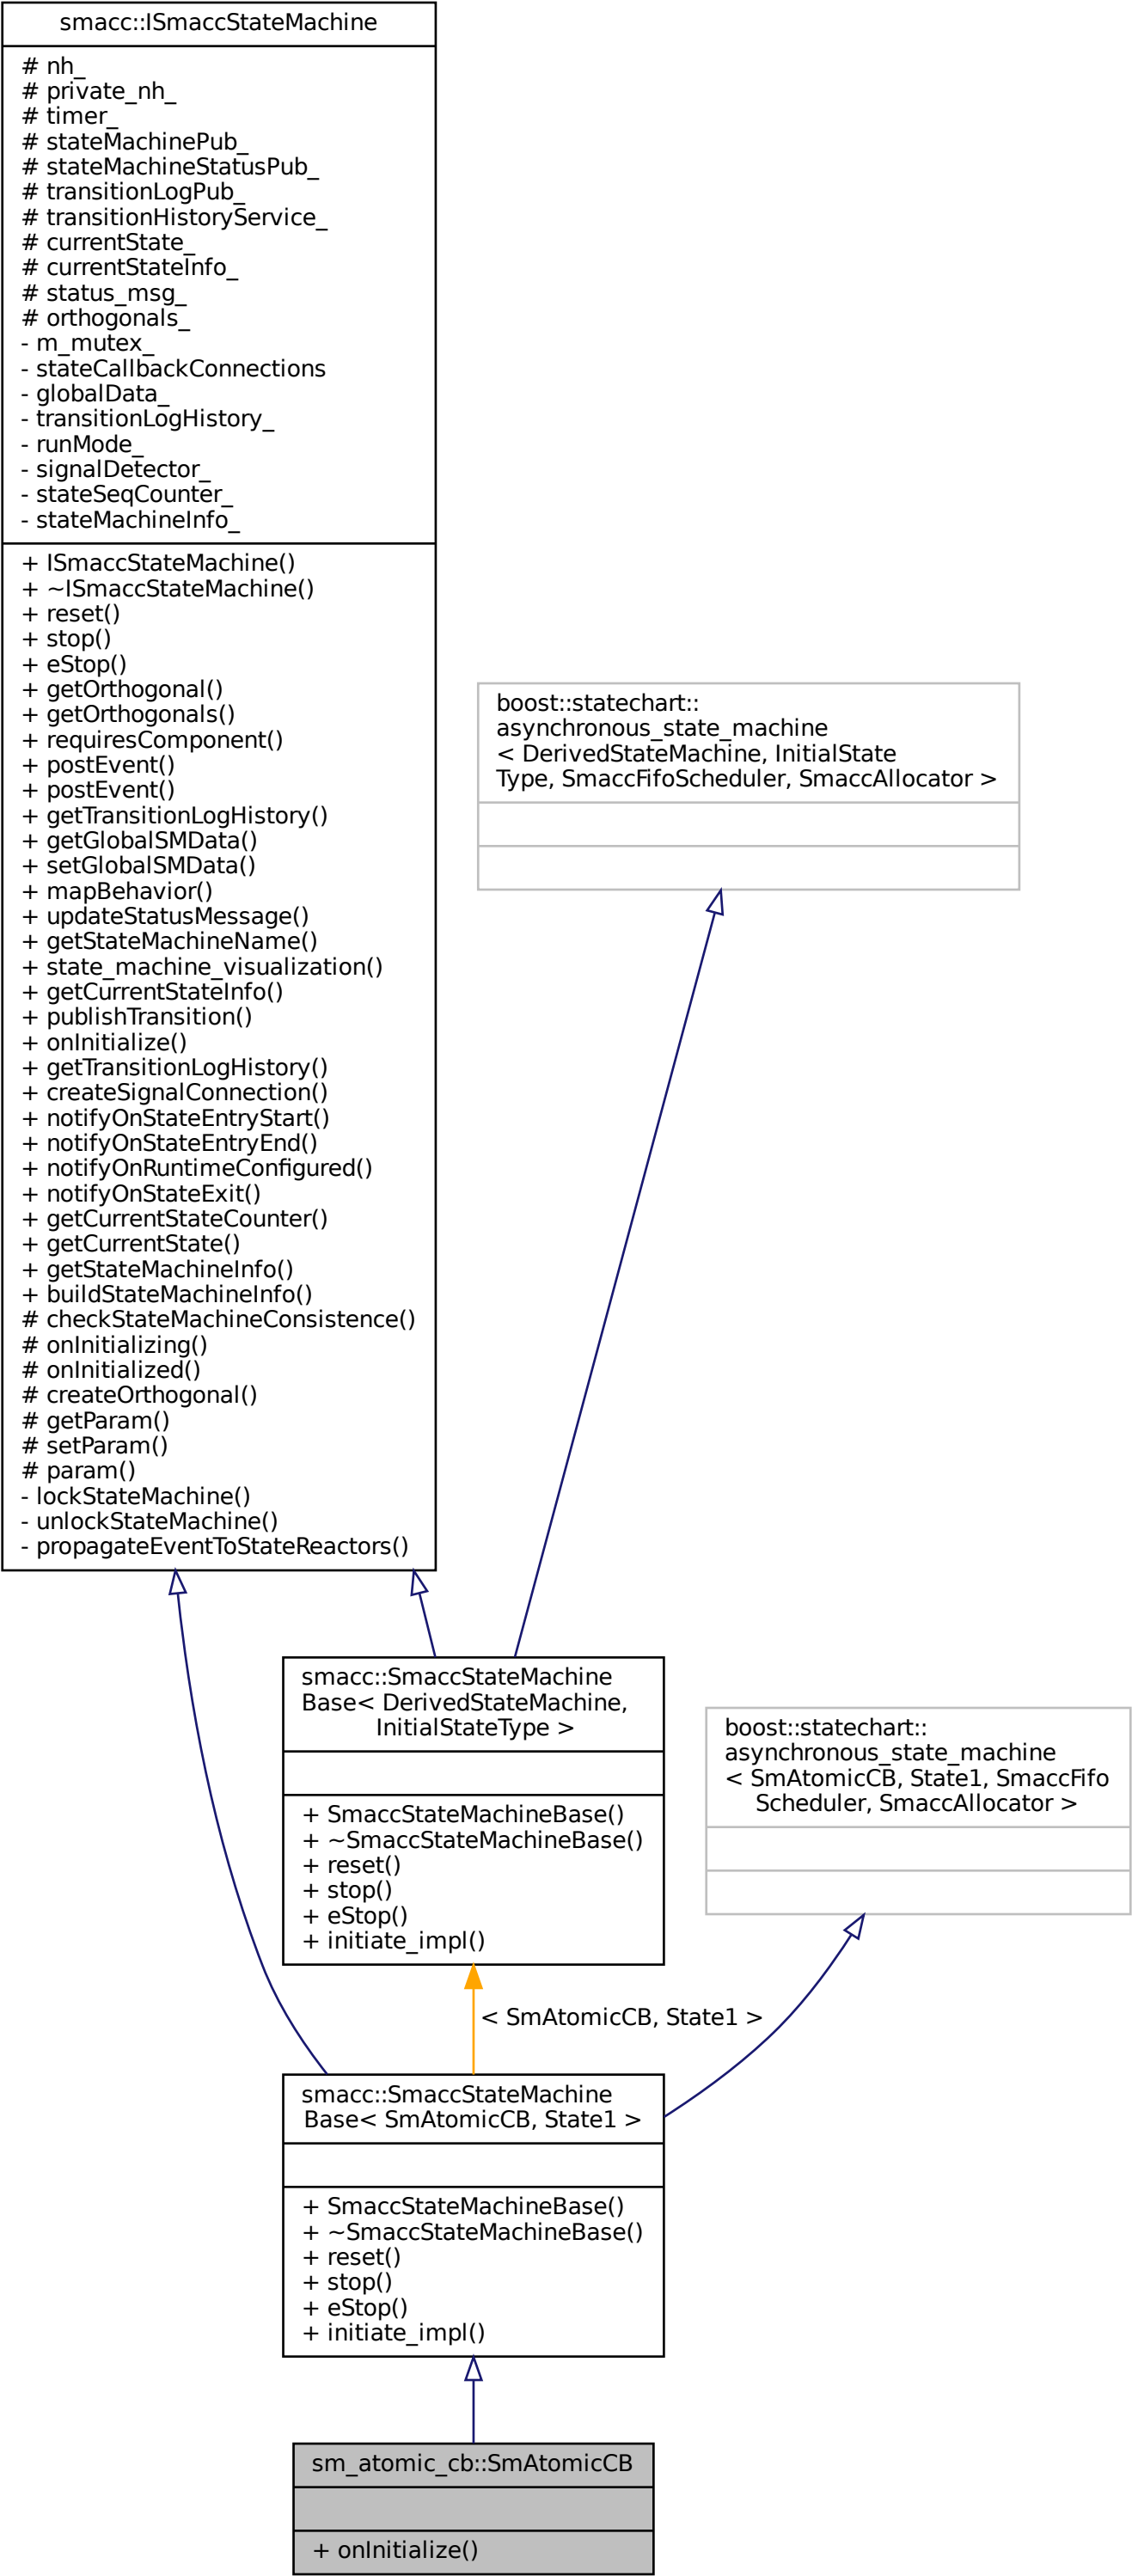 smacc::ISmaccStateMachine
# nh_
# private_nh_
# timer_
# stateMachinePub_
# stateMachineStatusPub_
# transitionLogPub_
# transitionHistoryService_
# currentState_
# currentStateInfo_
# status_msg_
# orthogonals_
- m_mutex_
- stateCallbackConnections
- globalData_
- transitionLogHistory_
- runMode_
- signalDetector_
- stateSeqCounter_
- stateMachineInfo_
+ ISmaccStateMachine()
+ ~ISmaccStateMachine()
+ reset()
+ stop()
+ eStop()
+ getOrthogonal()
+ getOrthogonals()
+ requiresComponent()
+ postEvent()
+ postEvent()
+ getTransitionLogHistory()
+ getGlobalSMData()
+ setGlobalSMData()
+ mapBehavior()
+ updateStatusMessage()
+ getStateMachineName()
+ state_machine_visualization()
+ getCurrentStateInfo()
+ publishTransition()
+ onInitialize()
+ getTransitionLogHistory()
+ createSignalConnection()
+ notifyOnStateEntryStart()
+ notifyOnStateEntryEnd()
+ notifyOnRuntimeConfigured()
+ notifyOnStateExit()
+ getCurrentStateCounter()
+ getCurrentState()
+ getStateMachineInfo()
+ buildStateMachineInfo()
# checkStateMachineConsistence()
# onInitializing()
# onInitialized()
# createOrthogonal()
# getParam()
# setParam()
# param()
- lockStateMachine()
- unlockStateMachine()
- propagateEventToStateReactors()
boost::statechart::
asynchronous_state_machine
< DerivedStateMachine, InitialState
Type, SmaccFifoScheduler, SmaccAllocator >
smacc::SmaccStateMachine
Base< DerivedStateMachine,
InitialStateType >
+ SmaccStateMachineBase()
+ ~SmaccStateMachineBase()
+ reset()
+ stop()
+ eStop()
+ initiate_impl()
boost::statechart::
asynchronous_state_machine
< SmAtomicCB, State1, SmaccFifo
Scheduler, SmaccAllocator >
< SmAtomicCB, State1 >
smacc::SmaccStateMachine
Base< SmAtomicCB, State1 >
+ SmaccStateMachineBase()
+ ~SmaccStateMachineBase()
+ reset()
+ stop()
+ eStop()
+ initiate_impl()
sm_atomic_cb::SmAtomicCB
+ onInitialize()